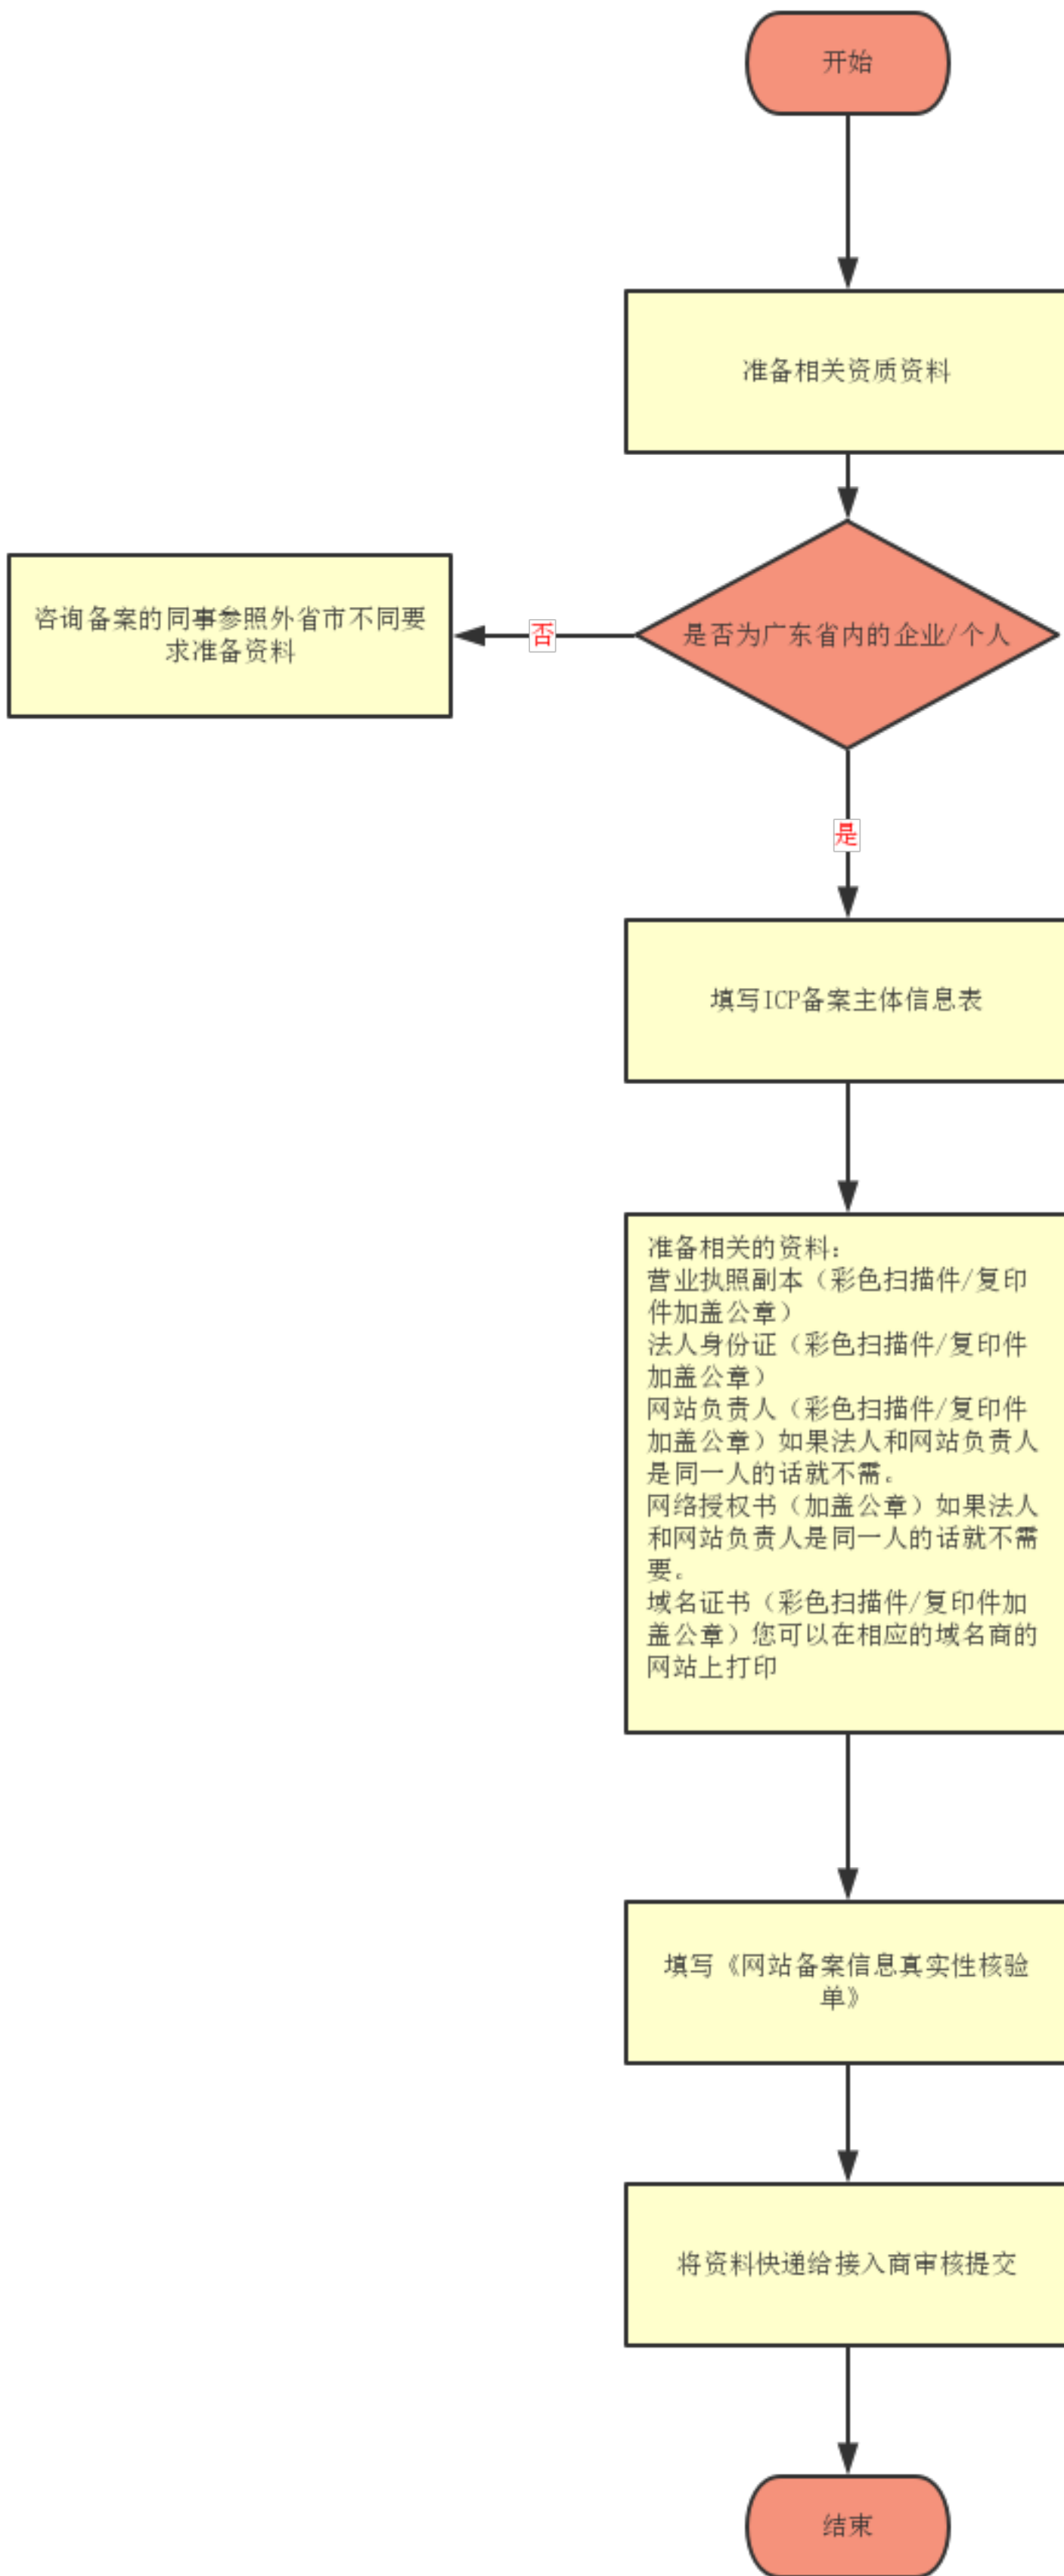 开始
准备相关资质资料
咨询备案的同事参照外省市不同要
求准备资料
否
是否为广东省内的企业/个人
是
填写ICP备案主体信息表
准备相关的资料:
营业执照副本（彩色扫描件/复印
件加盖公章）
法人身份证（彩色扫描件/复印件
加盖公章）
网站负责人（彩色扫描件/复印件
加盖公章）如果法人和网站负责人
是同一人的话就不需。
网络授权书（加盖公章）如果法人
和网站负责人是同一人的话就不需
要。
域名证书（彩色扫描件/复印件加
盖公章）您可以在相应的域名商的
网站上打印
填写《网站备案信息真实性核验
单》
将资料快递给接入商审核提交
结束